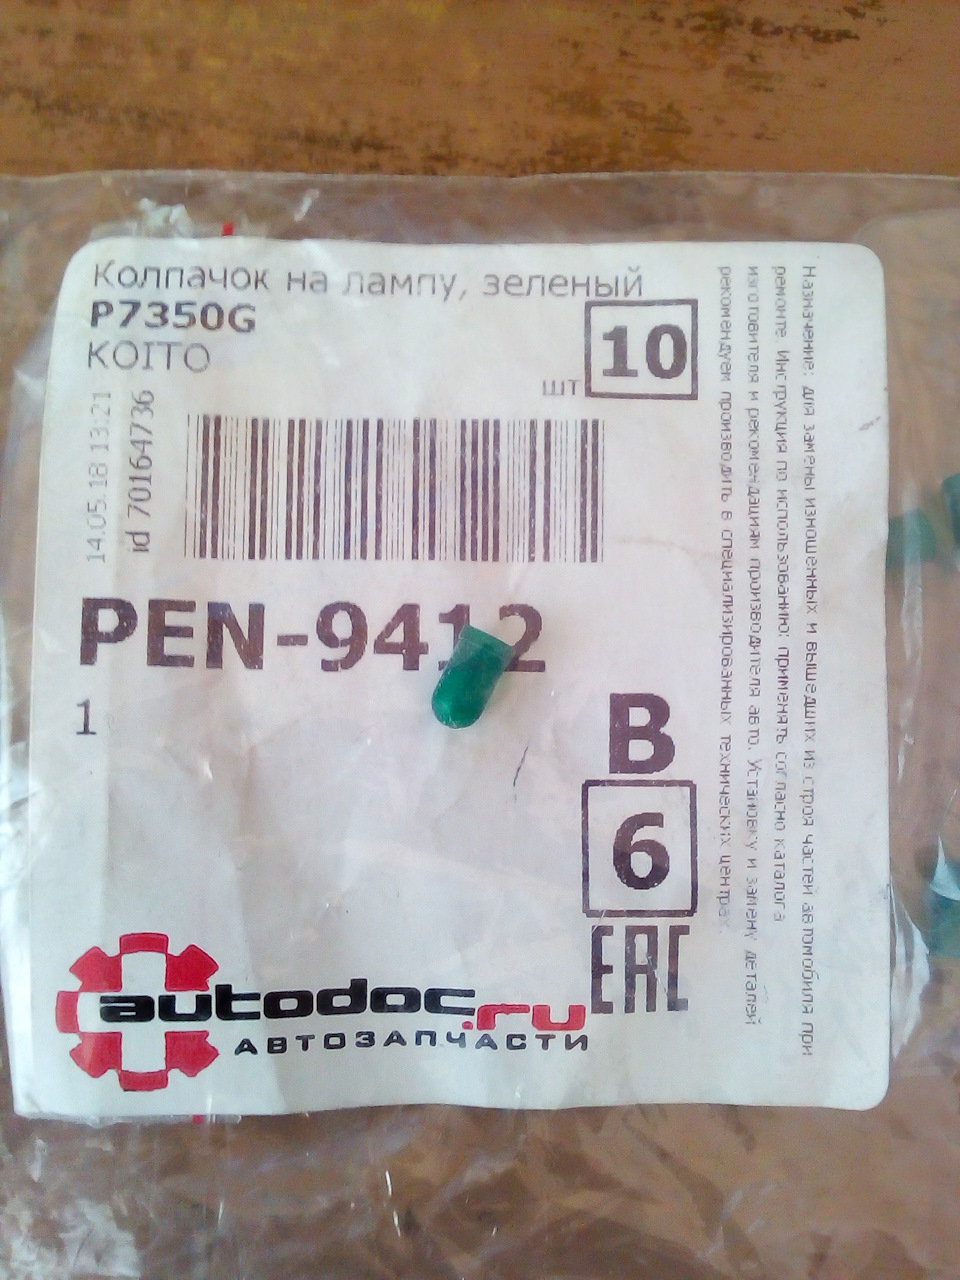 Колпачок на лампу, зеленый
P7350G
KOITO
шт 10
14.05.18 13:21
id 70164736
PEN-9412
1
B
6
EAC
autodoc.ru
АВТОЗАПЧАСТИ
Назначение: для замены изношенных и вышедших из строя частей автомобиля при
ремонте. Инструкция по использованию: применять согласно каталога
изготовителя и рекомендациям производителя авто. Установку и замену деталей
рекомендуем производить в специализированных технических центрах